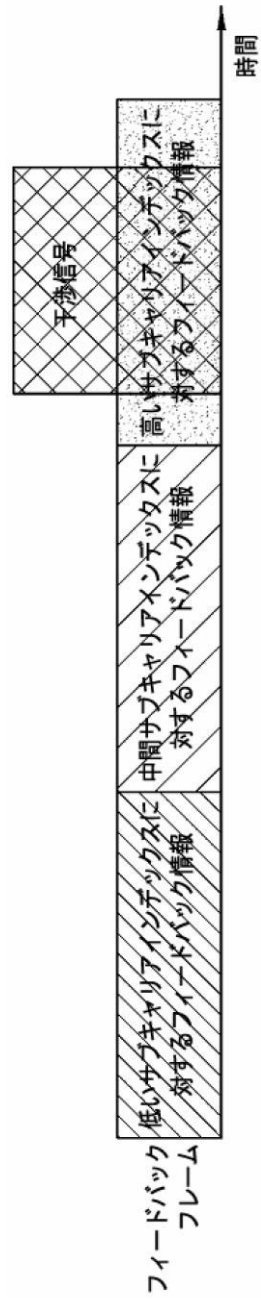 干渉信号
フィードバック
フレーム
低いサブキャリアインデックスに
対するフィードバック情報
中間サブキャリアインデックスに
対するフィードバック情報
高いサブキャリアインデックスに
対するフィードバック情報
時間